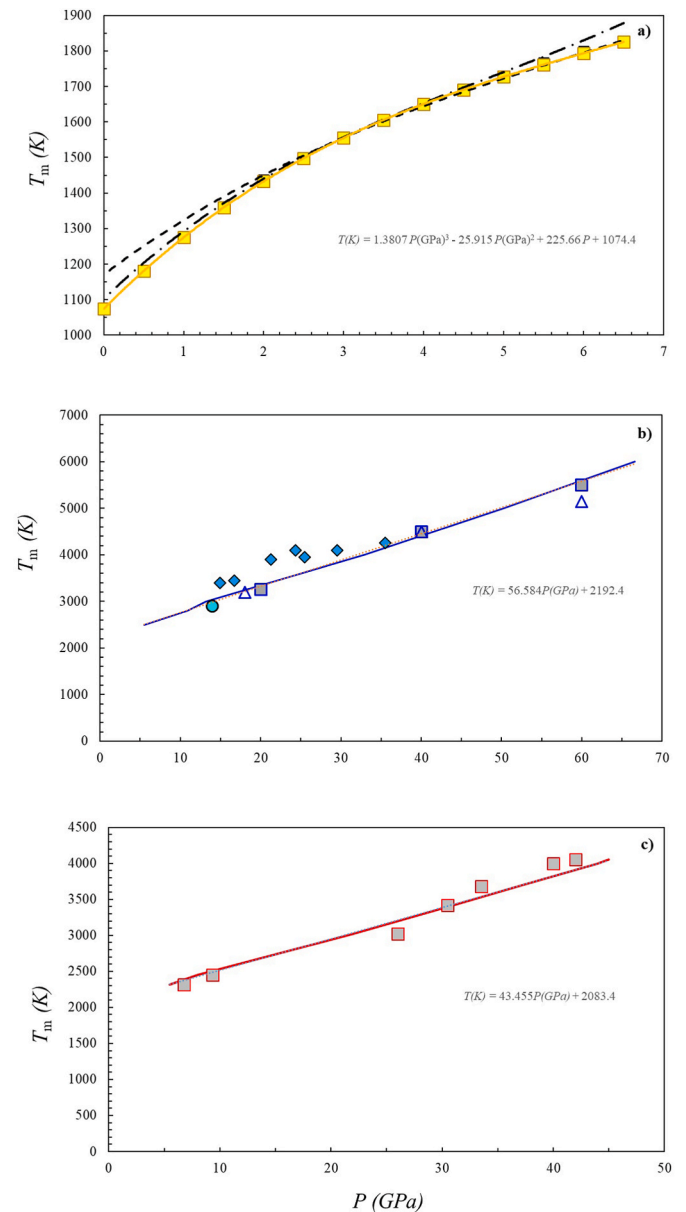 1900
1800
1700
1600
1500
1400
1300
1200
1100
1000
Tm (K)
a)
T(K) = 1.3807 P(GPa)³ - 25.915 P(GPa)² + 225.66 P + 1074.4
0 1 2 3 4 5 6 7
7000
6000
5000
4000
3000
2000
1000
0
Tm (K)
b)
T(K) = 56.584P(GPa) + 2192.4
0 10 20 30 40 50 60 70
4500
4000
3500
3000
2500
2000
1500
1000
500
0
Tm (K)
c)
T(K) = 43.455P(GPa) + 2083.4
0 10 20 30 40 50
P (GPa)